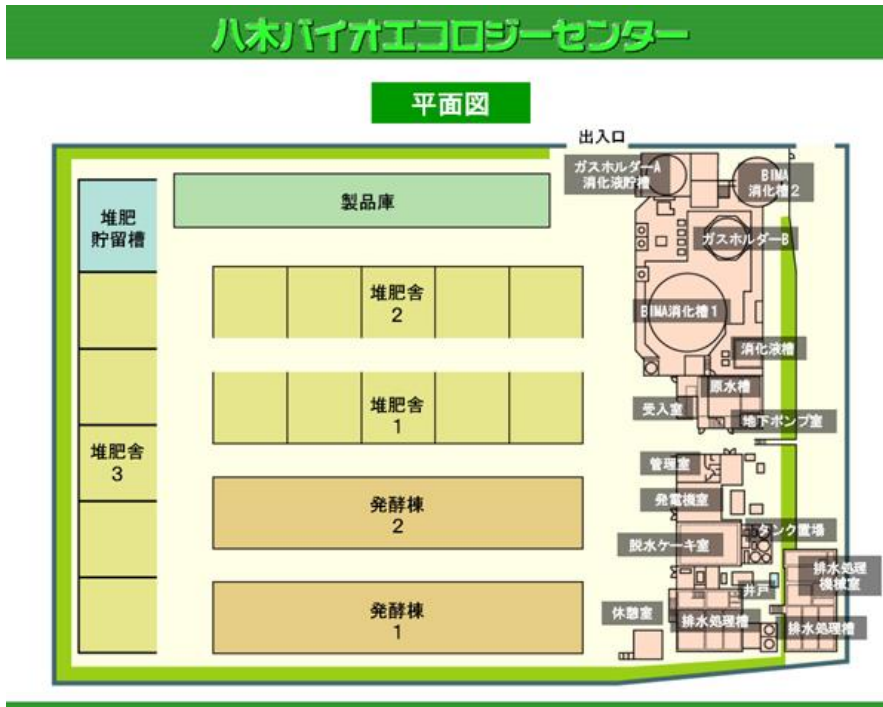 八木バイオエコロジーセンター
平面図
出入口
ガスホルダーA
消化液貯槽
BIMA
消化槽2
堆肥
貯留槽
製品庫
ガスホルダーB
堆肥舎
2
BIMA消化槽1
消化液槽
堆肥舎
1
原水槽
受入室
地下ポンプ室
堆肥舎
3
管理室
発電機室
発酵棟
2
タンク置場
脱水ケーキ室
排水処理
機械室
井戸
発酵棟
1
休憩室
排水処理槽
排水処理槽